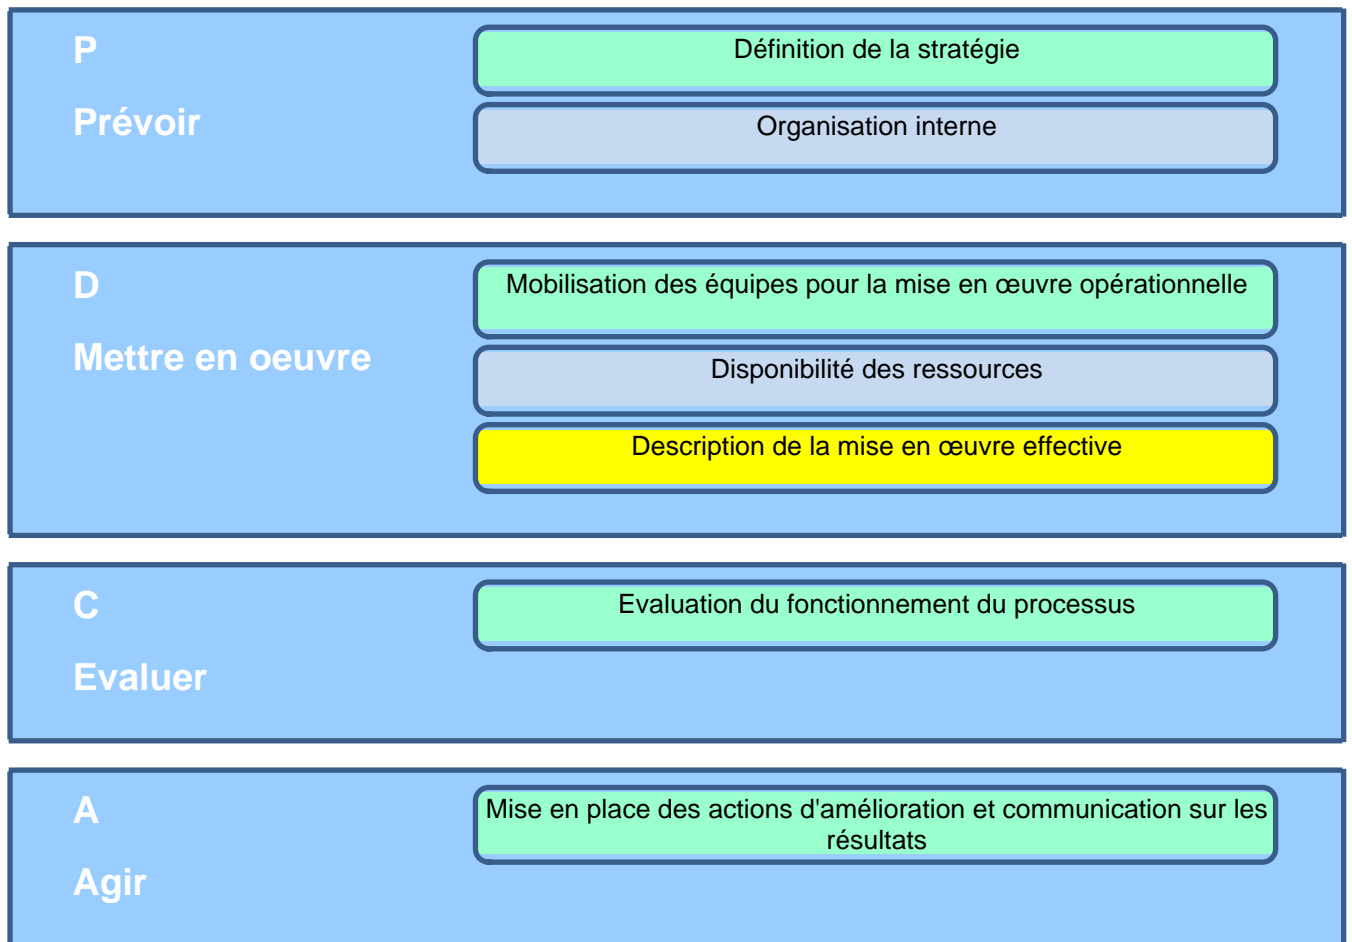 P
Prévoir
Définition de la stratégie
Organisation interne
D
Mettre en oeuvre
Mobilisation des équipes pour la mise en œuvre opérationnelle
Disponibilité des ressources
Description de la mise en œuvre effective
C
Evaluer
Evaluation du fonctionnement du processus
A
Agir
Mise en place des actions d'amélioration et communication sur les
résultats